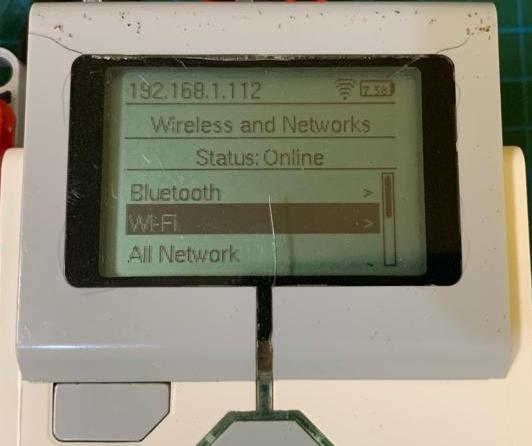 192.168.1.112 7.58
Wireless and Networks
Status: Online
Bluetooth >
Wi-Fi >
All Network